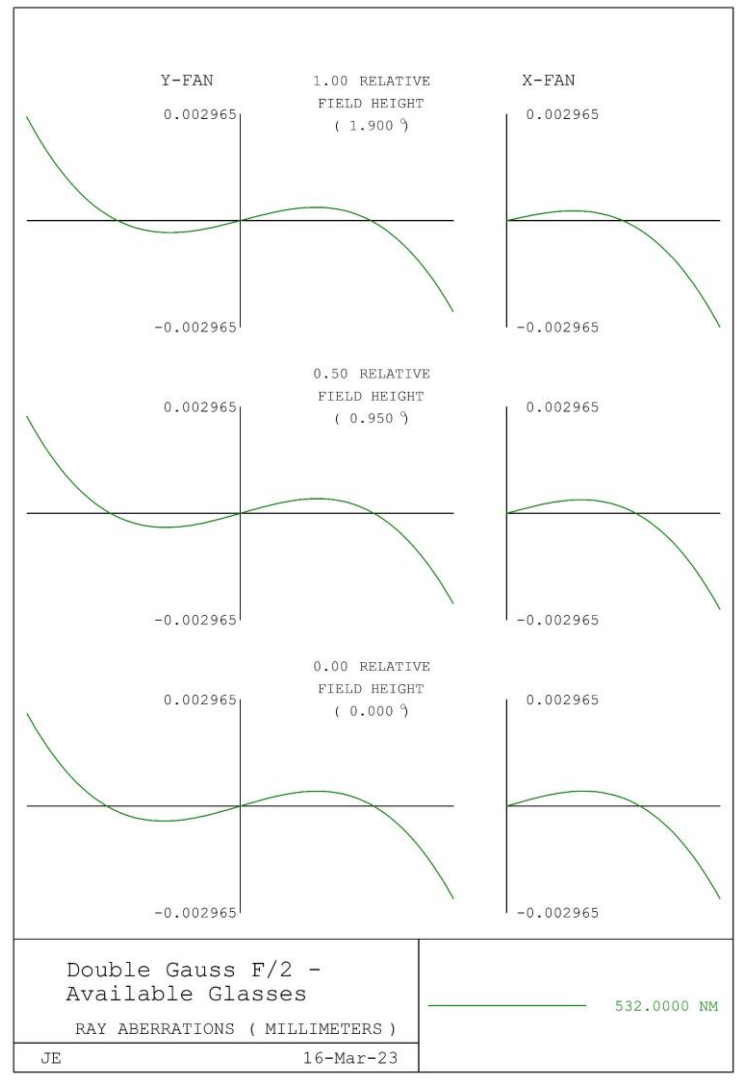 Y-FAN
1.00 RELATIVE
FIELD HEIGHT
( 1.900 °)
X-FAN
0.002965
0.002965
-0.002965
-0.002965
0.50 RELATIVE
FIELD HEIGHT
( 0.950 °)
0.002965
0.002965
-0.002965
-0.002965
0.00 RELATIVE
FIELD HEIGHT
( 0.000 °)
0.002965
0.002965
-0.002965
-0.002965
Double Gauss F/2 -
Available Glasses
RAY ABERRATIONS ( MILLIMETERS )
JE
16-Mar-23
532.0000 NM